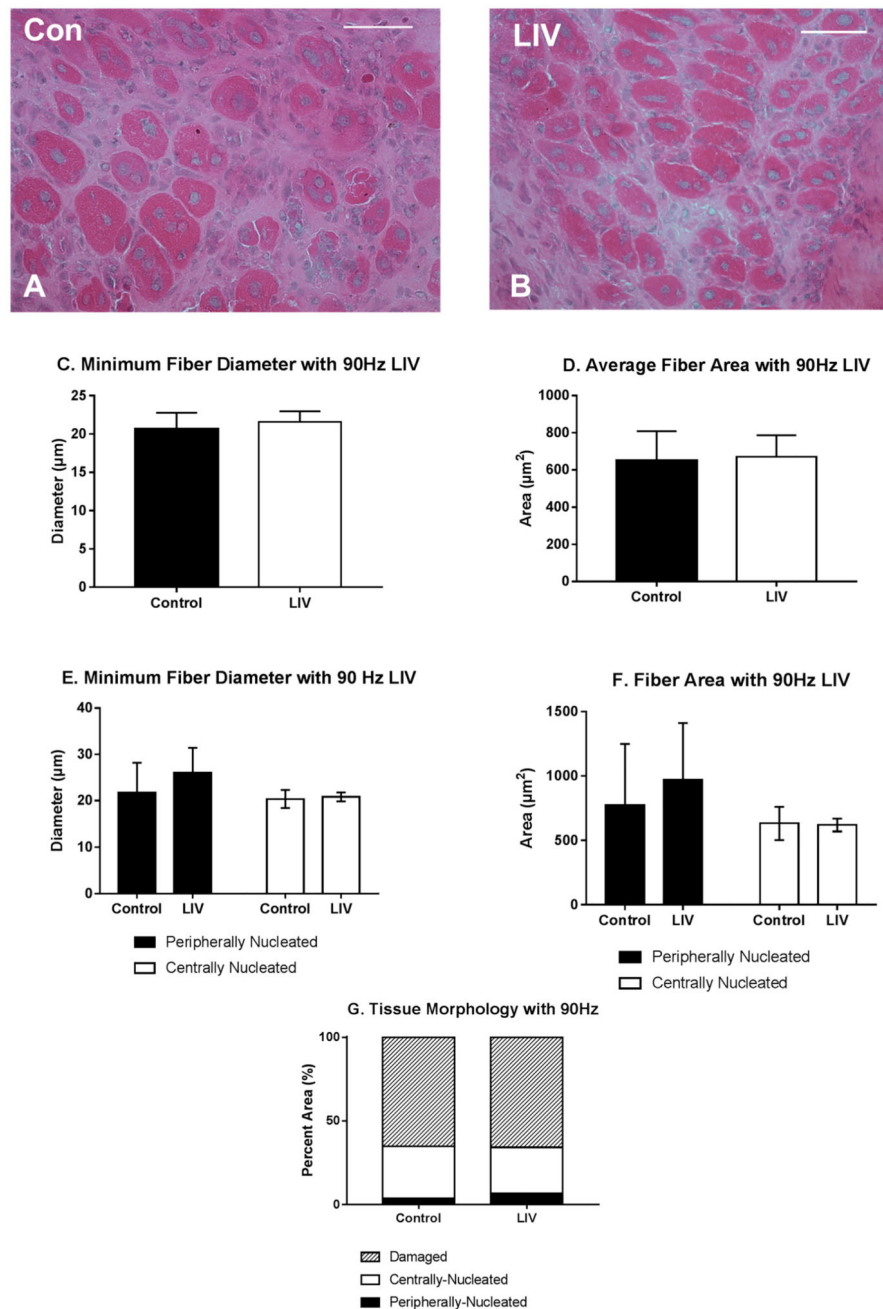 Con
LIV
A
B
C. Minimum Fiber Diameter with 90Hz LIV
25
20
15
10
5
0
Diameter (µm)
Control
LIV
D. Average Fiber Area with 90Hz LIV
1000
800
600
400
200
0
Area (µm²)
Control
LIV
E. Minimum Fiber Diameter with 90 Hz LIV
40
30
20
10
0
Diameter (µm)
Control
LIV
Control
LIV
Peripherally Nucleated
Centrally Nucleated
F. Fiber Area with 90Hz LIV
1500
1000
500
0
Area (µm²)
Control
LIV
Control
LIV
Peripherally Nucleated
Centrally Nucleated
G. Tissue Morphology with 90Hz
100
50
0
Percent Area (%)
Control
LIV
Damaged
Centrally-Nucleated
Peripherally-Nucleated